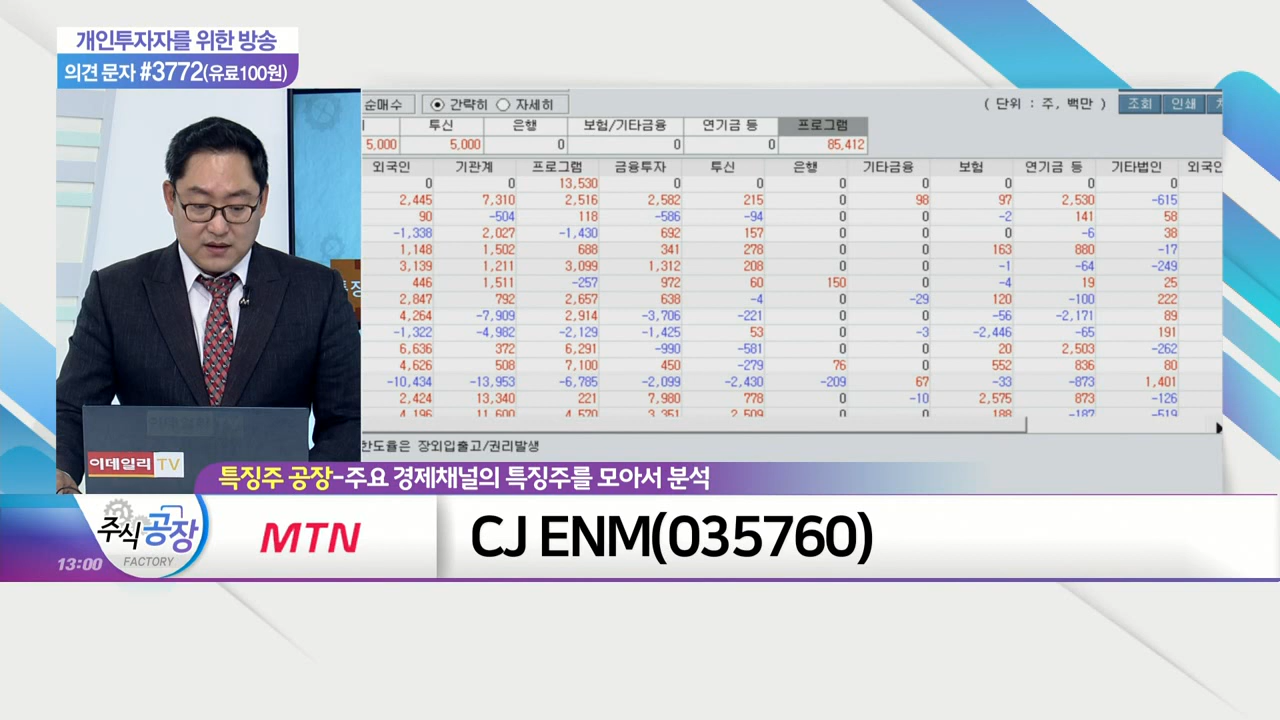 개인투자자를 위한 방송
의견 문자 #3772(유료100원)
순매수 간략히 자세히 ( 단위 : 주, 백만 ) 조회 인쇄
투신 은행 보험/기타금융 연기금 등 프로그램
5,000 5,000 0 0 0 85,412
외국인 기관계 프로그램 금융투자 투신 은행 기타금융 보험 연기금 등 기타법인 외국인
0 0 13,530 0 0 0 0 0 0 0
2,445 7,310 2,516 2,582 215 0 98 97 2,530 -615
90 -504 118 -586 -94 0 0 -2 141 58
-1,338 2,027 -1,430 692 157 0 0 0 -6 38
1,148 1,502 688 341 278 0 0 163 880 -17
3,139 1,211 3,099 1,312 208 0 0 -1 -64 -249
446 1,511 -257 972 60 150 0 -4 19 25
2,847 792 2,657 638 -4 0 -29 120 -100 222
4,264 -7,909 2,914 -3,706 -221 0 0 -56 -2,171 89
-1,322 -4,982 -2,129 -1,425 53 0 -3 -2,446 -65 191
6,636 372 6,291 -990 -581 0 0 20 2,503 -262
4,626 508 7,100 450 -279 76 0 552 836 80
-10,434 -13,953 -6,785 -2,099 -2,430 -209 67 -33 -873 1,401
2,424 13,340 221 7,980 778 0 -10 2,575 873 -126
4,196 11,600 4,570 3,351 2,509 0 0 188 -187 -519
한도율은 장외입출고/권리발생
이데일리 TV
특징주 공장-주요 경제채널의 특징주를 모아서 분석
주식공장
FACTORY
13:00
MTN
CJ ENM(035760)